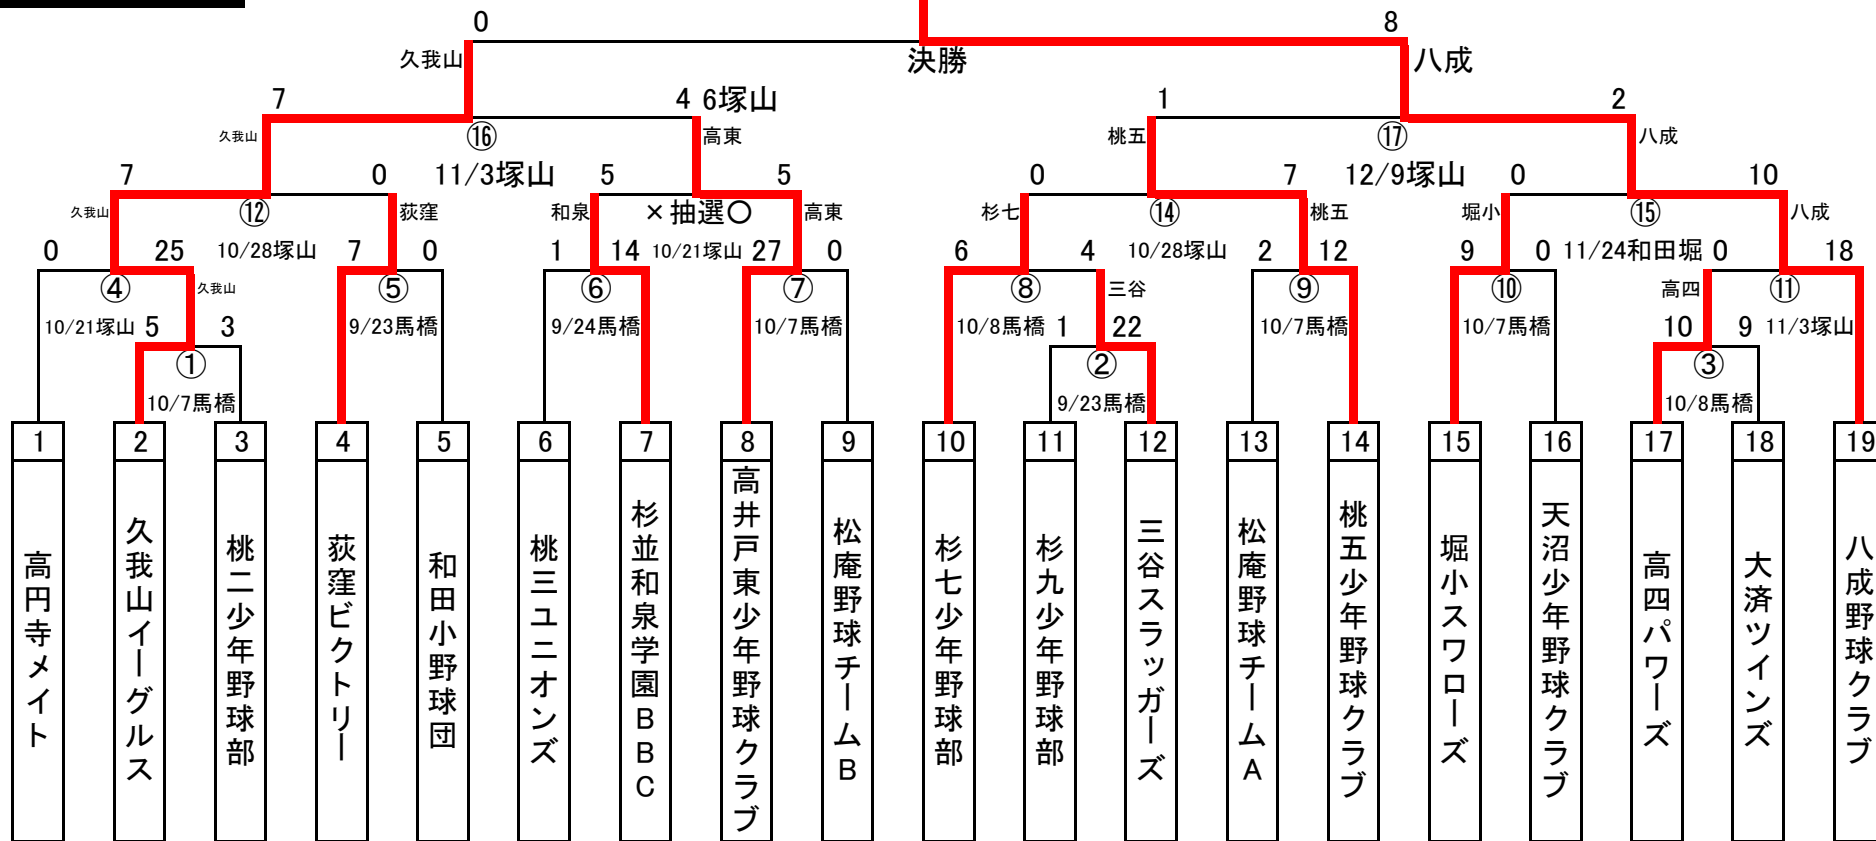 0 8
久我山 決勝 八成
7 4 6塚山 1 2
久我山 ⑯ 高東 桃五 ⑰ 八成
7 0 11/3塚山 5 5 0 7 12/9塚山 0 10
久我山 ⑫ 荻窪 和泉 ×抽選〇 高東 杉七 ⑭ 桃五 堀小 ⑮ 八成
0 25 10/28塚山 7 0 1 14 10/21塚山 27 0 6 4 10/28塚山 2 12 9 0 11/24和田堀 0 18
④ 久我山 ⑤ ⑥ ⑦ ⑧ 三谷 ⑨ ⑩ 高四 ⑪
10/21塚山 5 3 9/23馬橋 9/24馬橋 10/7馬橋 10/8馬橋 1 22 10/7馬橋 10/7馬橋 10 9 11/3塚山
① ② ③
10/7馬橋 9/23馬橋 10/8馬橋
1 2 3 4 5 6 7 8 9 10 11 12 13 14 15 16 17 18 19
高円寺メイト
久我山イーグルス
桃二少年野球部
荻窪ビクトリー
和田小野球団
桃三ユニオンズ
杉並和泉学園BBC
高井戸東少年野球クラブ
松庵野球チームB
杉七少年野球部
杉九少年野球部
三谷スラッガーズ
松庵野球チームA
桃五少年野球クラブ
堀小スワローズ
天沼少年野球クラブ
高四パワーズ
大済ツインズ
八成野球クラブ